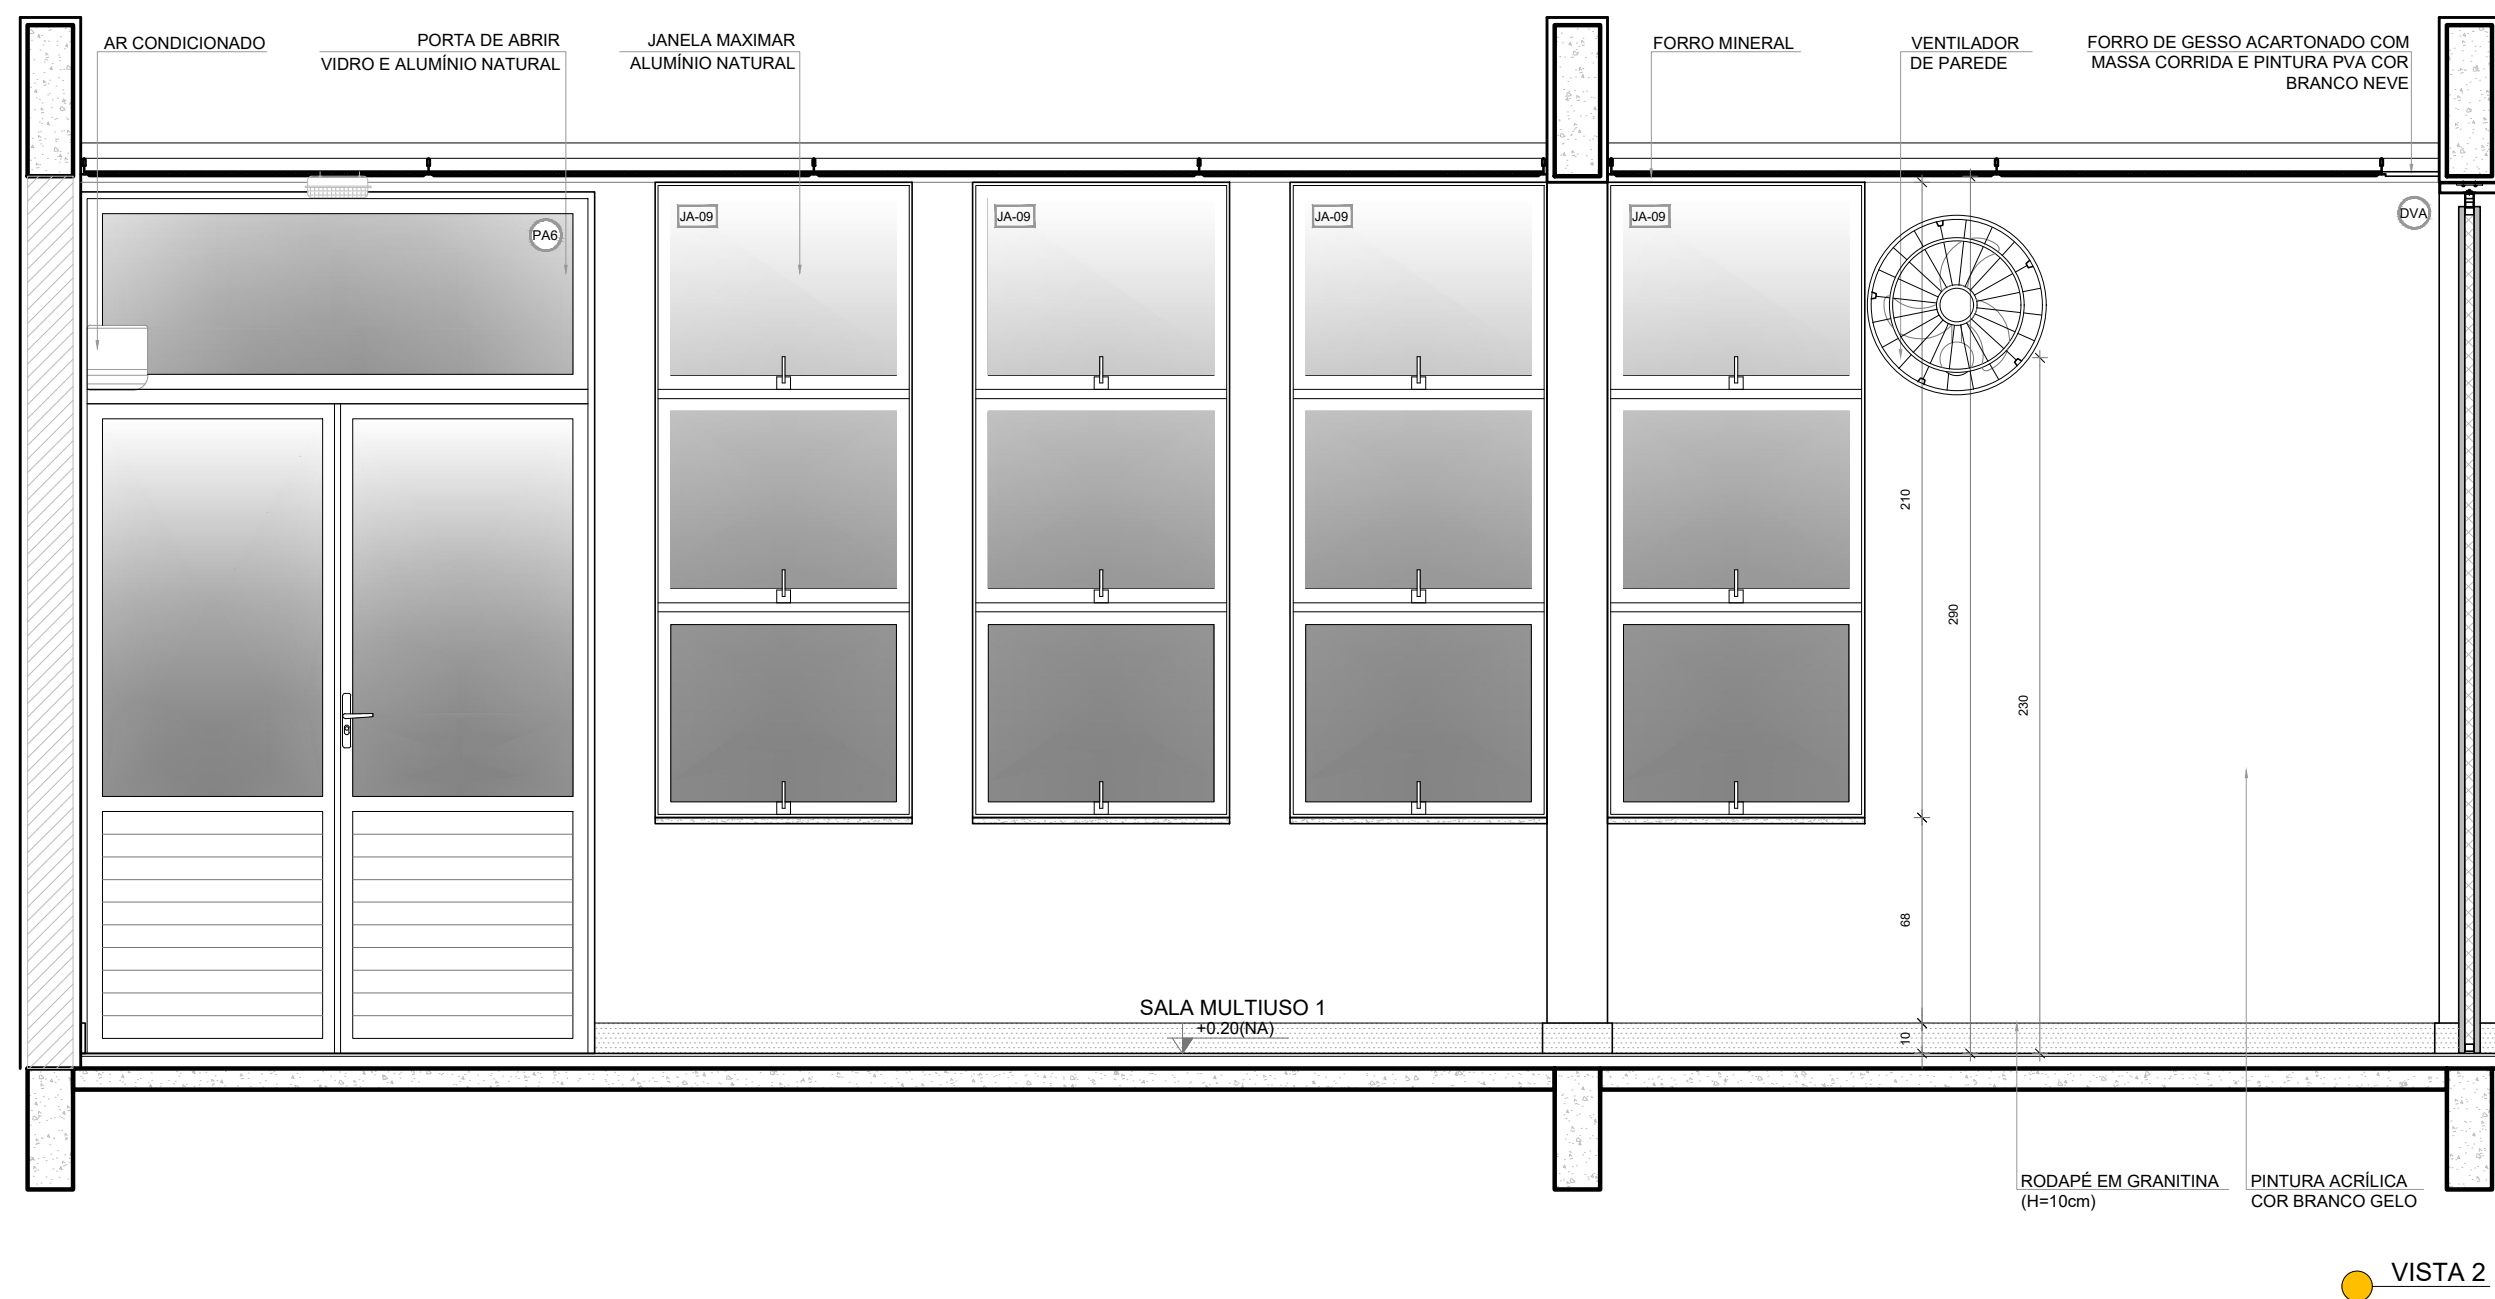 AR CONDICIONADO
PORTA DE ABRIR
VIDRO E ALUMÍNIO NATURAL
JANELA MAXIMAR
ALUMÍNIO NATURAL
FORRO MINERAL
VENTILADOR
DE PAREDE
FORRO DE GESSO ACARTONADO COM
MASSA CORRIDA E PINTURA PVA COR
BRANCO NEVE
PA6
JA-09
JA-09
JA-09
JA-09
DVA
210
290
230
68
10
SALA MULTIUSO 1
+0.20(NA)
RODAPÉ EM GRANITINA
(H=10cm)
PINTURA ACRÍLICA
COR BRANCO GELO
VISTA 2